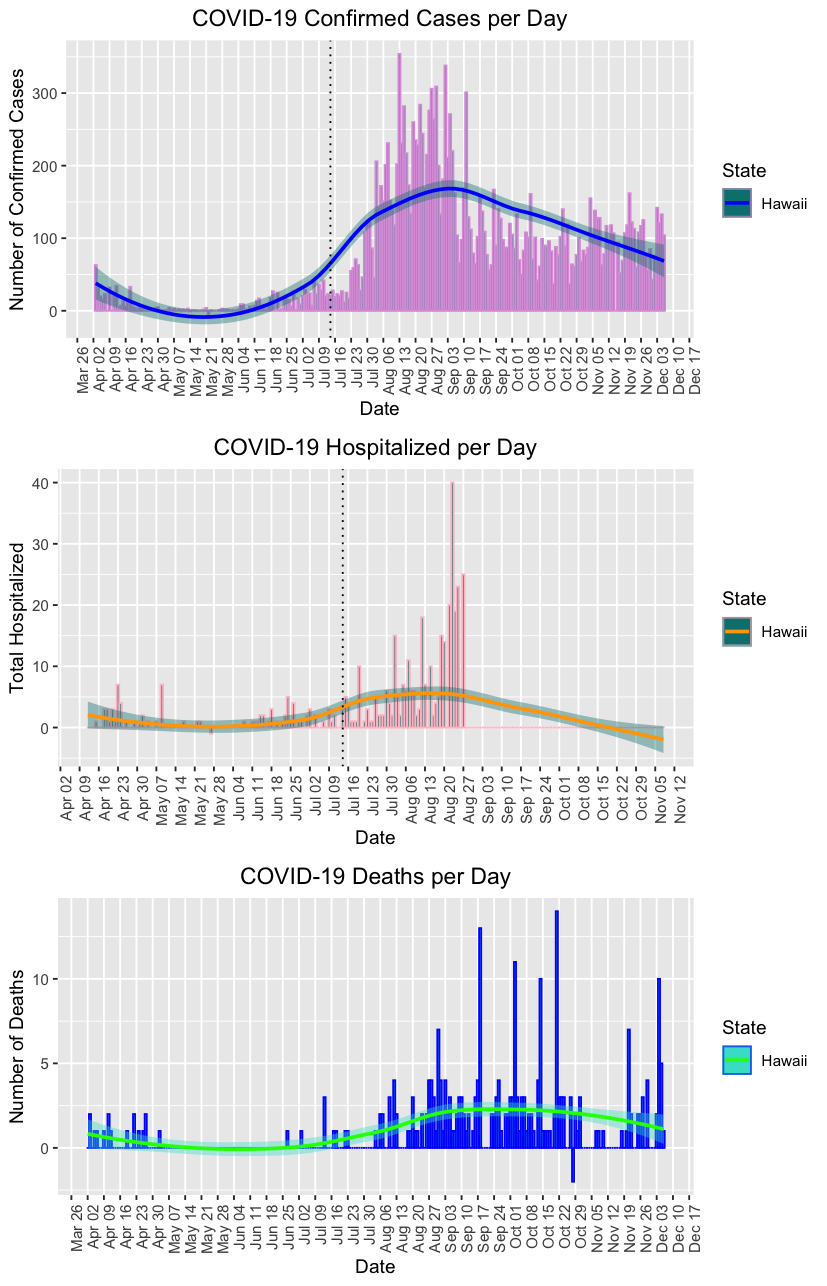 COVID-19 Confirmed Cases per Day
Number of Confirmed Cases
300
200
100
0
Mar 26
Apr 02
Apr 09
Apr 16
Apr 23
Apr 30
May 07
May 14
May 21
May 28
Jun 04
Jun 11
Jun 18
Jun 25
Jul 02
Jul 09
Jul 16
Jul 23
Jul 30
Aug 06
Aug 13
Aug 20
Aug 27
Sep 03
Sep 10
Sep 17
Sep 24
Oct 01
Oct 08
Oct 15
Oct 22
Oct 29
Nov 05
Nov 12
Nov 19
Nov 26
Dec 03
Dec 10
Dec 17
Date
State
Hawaii
COVID-19 Hospitalized per Day
Total Hospitalized
40
30
20
10
0
Apr 02
Apr 09
Apr 16
Apr 23
Apr 30
May 07
May 14
May 21
May 28
Jun 04
Jun 11
Jun 18
Jun 25
Jul 02
Jul 09
Jul 16
Jul 23
Jul 30
Aug 06
Aug 13
Aug 20
Aug 27
Sep 03
Sep 10
Sep 17
Sep 24
Oct 01
Oct 08
Oct 15
Oct 22
Oct 29
Nov 05
Nov 12
Date
State
Hawaii
COVID-19 Deaths per Day
Number of Deaths
10
5
0
Mar 26
Apr 02
Apr 09
Apr 16
Apr 23
Apr 30
May 07
May 14
May 21
May 28
Jun 04
Jun 11
Jun 18
Jun 25
Jul 02
Jul 09
Jul 16
Jul 23
Jul 30
Aug 06
Aug 13
Aug 20
Aug 27
Sep 03
Sep 10
Sep 17
Sep 24
Oct 01
Oct 08
Oct 15
Oct 22
Oct 29
Nov 05
Nov 12
Nov 19
Nov 26
Dec 03
Dec 10
Dec 17
Date
State
Hawaii